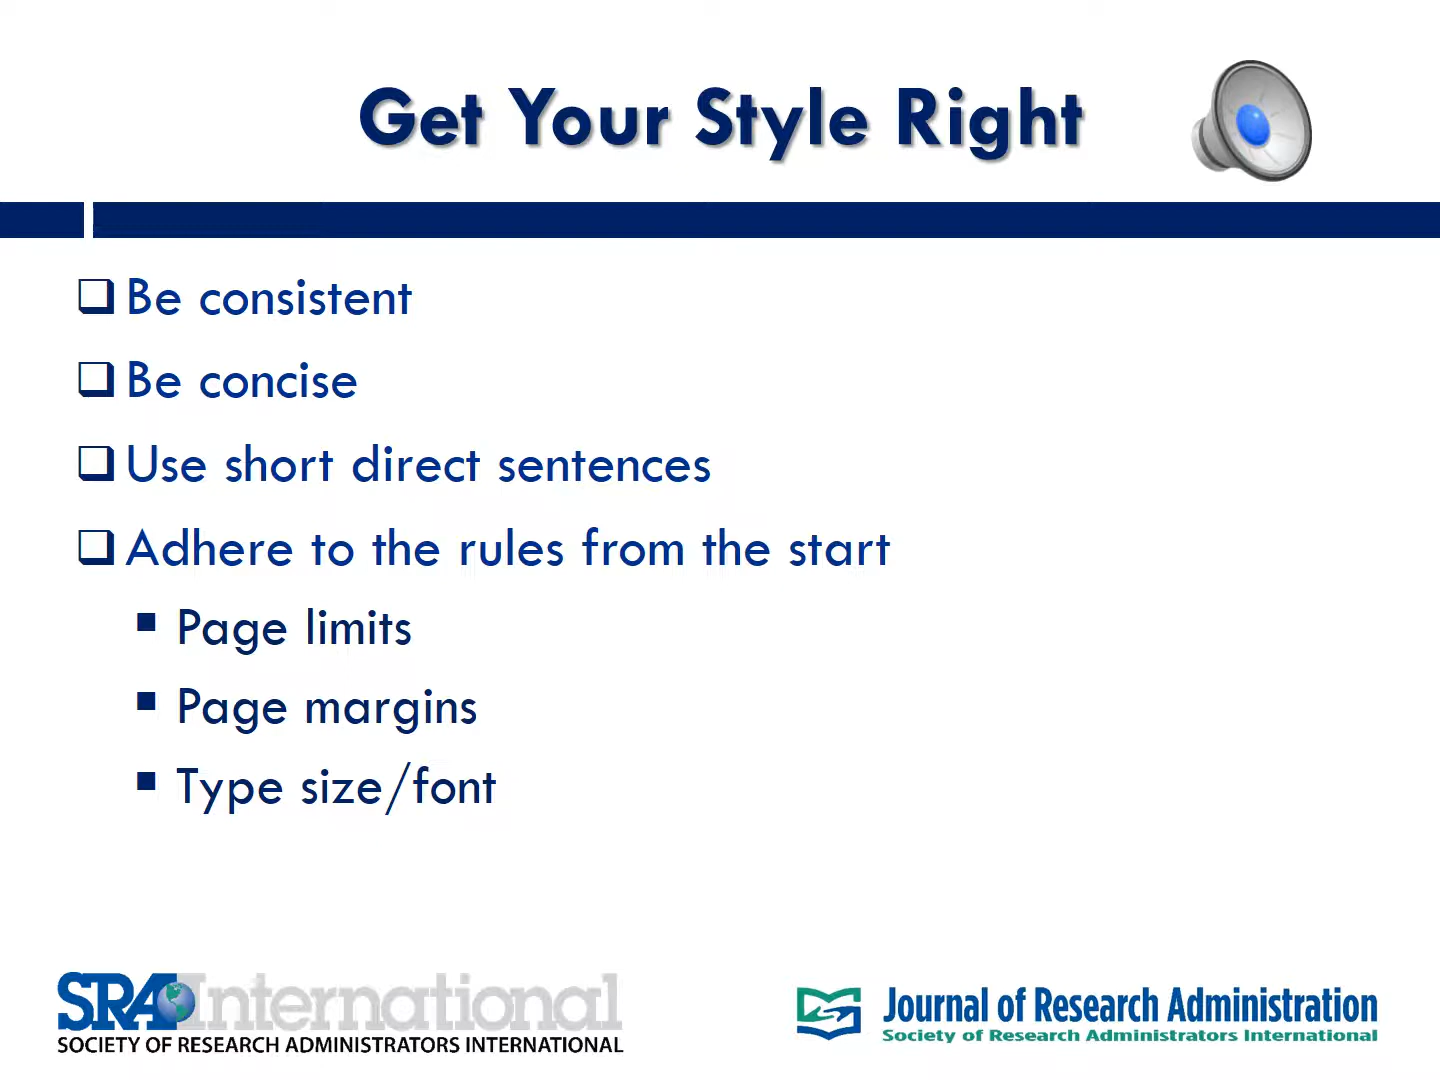 Get Your Style Right
Be consistent
Be concise
Use short direct sentences
Adhere to the rules from the start
Page limits
Page margins
Type size/font
SRAInternational
SOCIETY OF RESEARCH ADMINISTRATORS INTERNATIONAL
Journal of Research Administration
Society of Research Administrators International